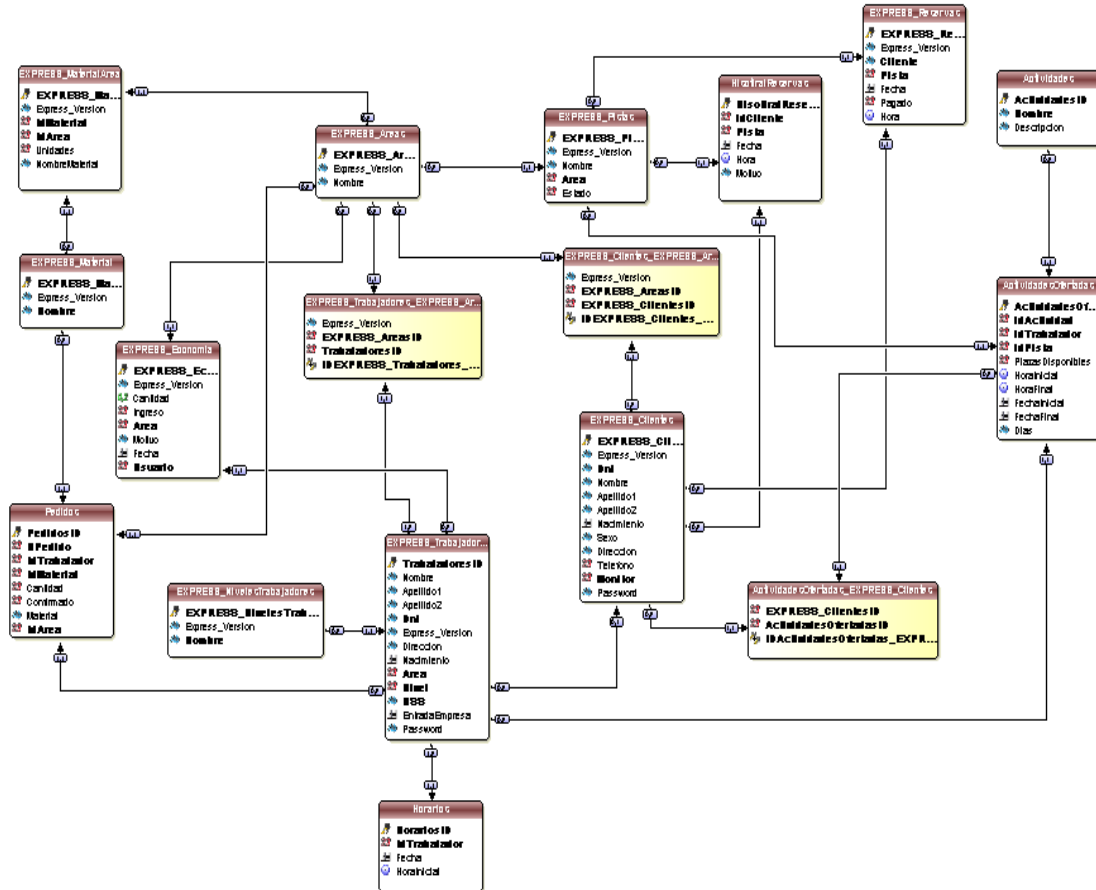 EXPRESS_Reservas
EXPRESS_Re...
Express_Version
Cliente
Pista
Fecha
Pagado
Hora
EXPRESS_MaterialArea
EXPRESS_Ma...
Express_Version
IdMaterial
IdArea
Unidades
NombreMaterial
Actividades
ActividadesID
Nombre
Descripcion
IdCliente
Pista
Fecha
Hora
Motivo
EXPRESS_Pistas
EXPRESS_Pi...
Express_Version
Nombre
Area
Estado
EXPRESS_Areas
EXPRESS_Ar...
Express_Version
Nombre
EXPRESS_Material
EXPRESS_Ma...
Express_Version
Nombre
EXPRESS_Clientes_EXPRESS_Ar...
Express_Version
EXPRESS_AreasID
EXPRESS_ClientesID
IDEXPRESS_Clientes_...
ActividadesOfertadas
ActividadesOf...
IdActividad
IdTrabajador
IdPista
PlazasDisponibles
HoraInicial
HoraFinal
FechaInicial
FechaFinal
Dias
EXPRESS_Trabajadores_EXPRESS_Ar...
Express_Version
EXPRESS_AreasID
TrabajadoresID
IDEXPRESS_Trabajadores_...
EXPRESS_Economia
EXPRESS_Ec...
Express_Version
Cantidad
Ingreso
Area
Motivo
Fecha
Usuario
EXPRESS_Clientes
EXPRESS_Cli...
Express_Version
Dni
Nombre
Apellido1
Apellido2
Nacimiento
Sexo
Direccion
Telefono
Monitor
Password
Pedidos
PedidosID
NPedido
IdTrabajador
IdMaterial
Cantidad
Confirmado
Material
IdArea
EXPRESS_Trabajador...
TrabajadoresID
Nombre
Apellido1
Apellido2
Dni
Express_Version
Direccion
Nacimiento
Area
Nivel
NSS
EntradaEmpresa
Password
EXPRESS_NivelesTrabajadores
EXPRESS_NivelesTrab...
Express_Version
Nombre
ActividadesOfertadas_EXPRESS_Clientes
EXPRESS_ClientesID
ActividadesOfertadasID
IDActividadesOfertadas_EXPR...
Horarios
HorariosID
IdTrabajador
Fecha
HoraInicial